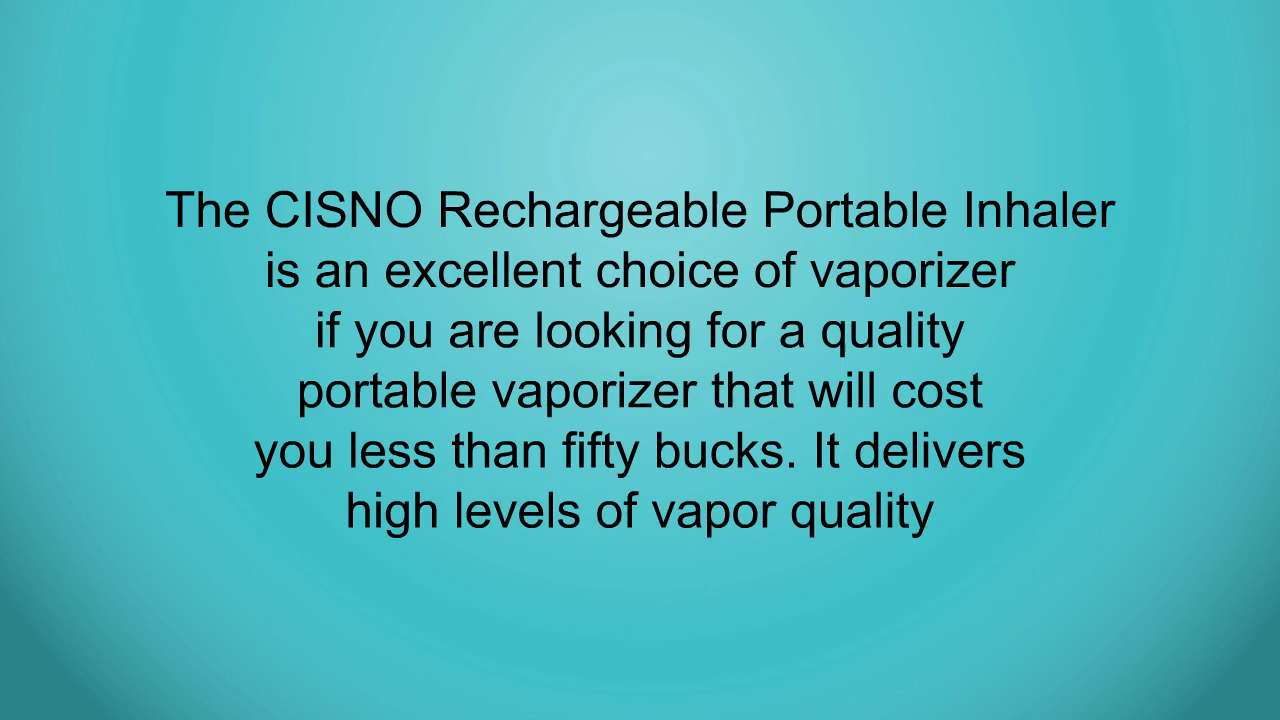 The CISNO Rechargeable Portable Inhaler
is an excellent choice of vaporizer
if you are looking for a quality
portable vaporizer that will cost
you less than fifty bucks. It delivers
high levels of vapor quality